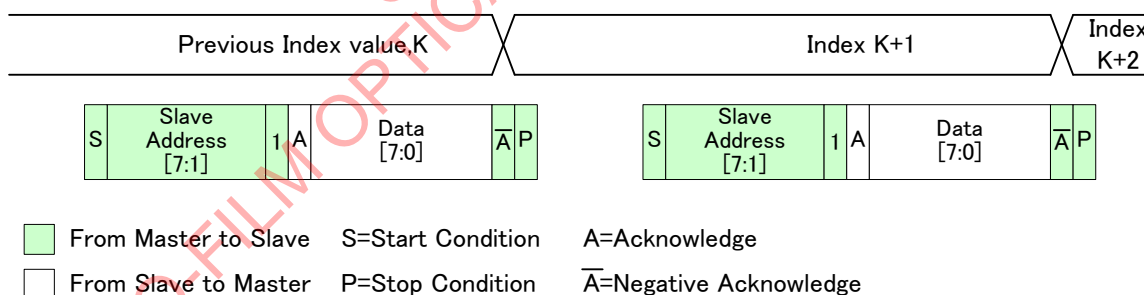 Previous Index value,K
Index K+1
Index
K+2
S
Slave
Address
[7:1]
1
A
Data
[7:0]
A̅
P
S
Slave
Address
[7:1]
1
A
Data
[7:0]
A̅
P
From Master to Slave
S=Start Condition
A=Acknowledge
From Slave to Master
P=Stop Condition
A̅=Negative Acknowledge
-FILM OPTICA